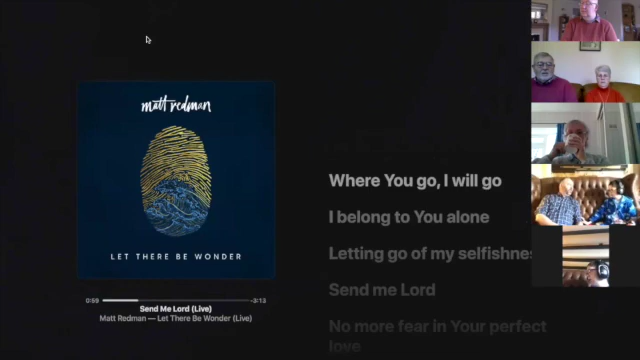 matt redman
LET THERE BE WONDER
0:59
-3:13
Send Me Lord (Live)
Matt Redman — Let There Be Wonder (Live)
Where You go, I will go
I belong to You alone
Letting go of my selfishnes
Send me Lord
No more fear in Your perfect
love